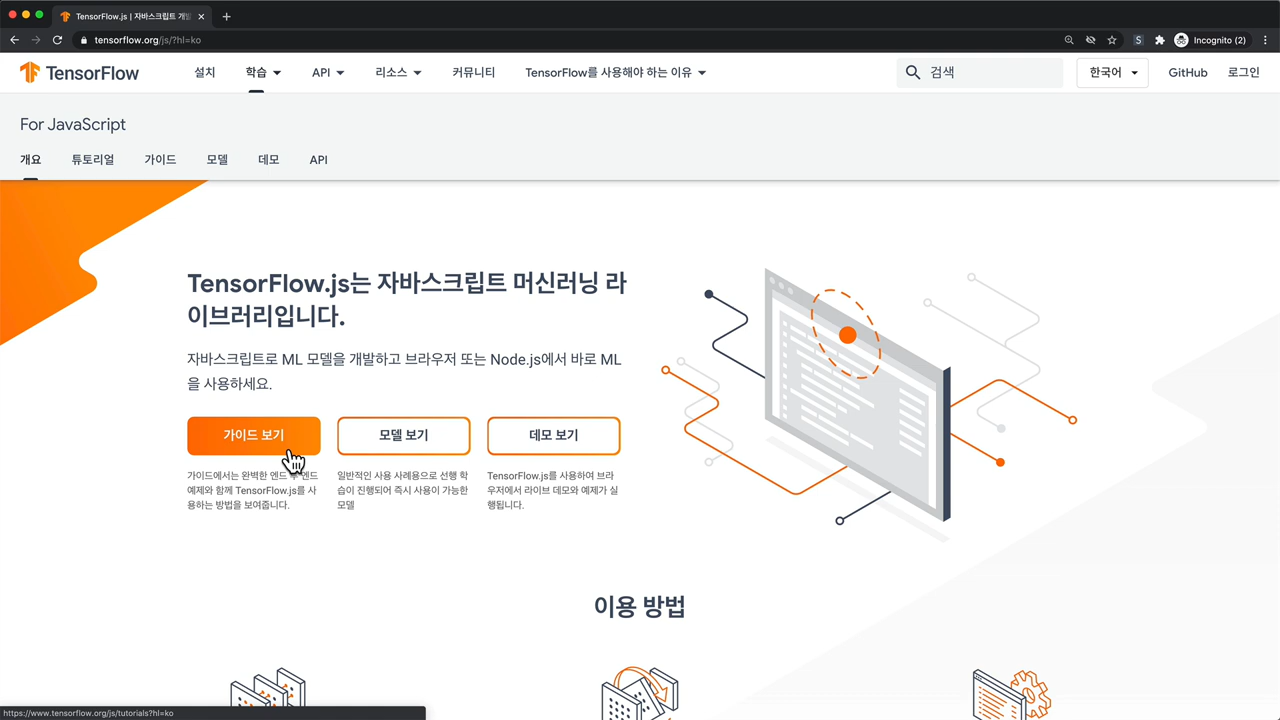 TensorFlow.js | 자바스크립트 개발
tensorflow.org/js/?hl=ko
S
Incognito (2)
TensorFlow
설치
학습
API
리소스
커뮤니티
TensorFlow를 사용해야 하는 이유
검색
한국어
GitHub
로그인
For JavaScript
개요
튜토리얼
가이드
모델
데모
API
TensorFlow.js는 자바스크립트 머신러닝 라
이브러리입니다.
자바스크립트로 ML 모델을 개발하고 브라우저 또는 Node.js에서 바로 ML
을 사용하세요.
가이드 보기
모델 보기
데모 보기
가이드에서는 완벽한 엔드 투 엔드
예제와 함께 TensorFlow.js를 사
용하는 방법을 보여줍니다.
일반적인 사용 사례용으로 선행 학
습이 진행되어 즉시 사용이 가능한
모델
TensorFlow.js를 사용하여 브라
우저에서 라이브 데모와 예제가 실
행됩니다.
이용 방법
https://www.tensorflow.org/js/tutorials?hl=ko